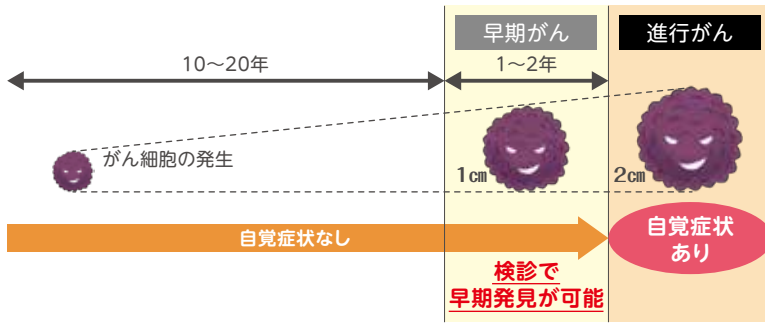 早期がん
進行がん
10〜20年
1〜2年
がん細胞の発生
1㎝
2㎝
自覚症状なし
自覚症状
あり
検診で
早期発見が可能